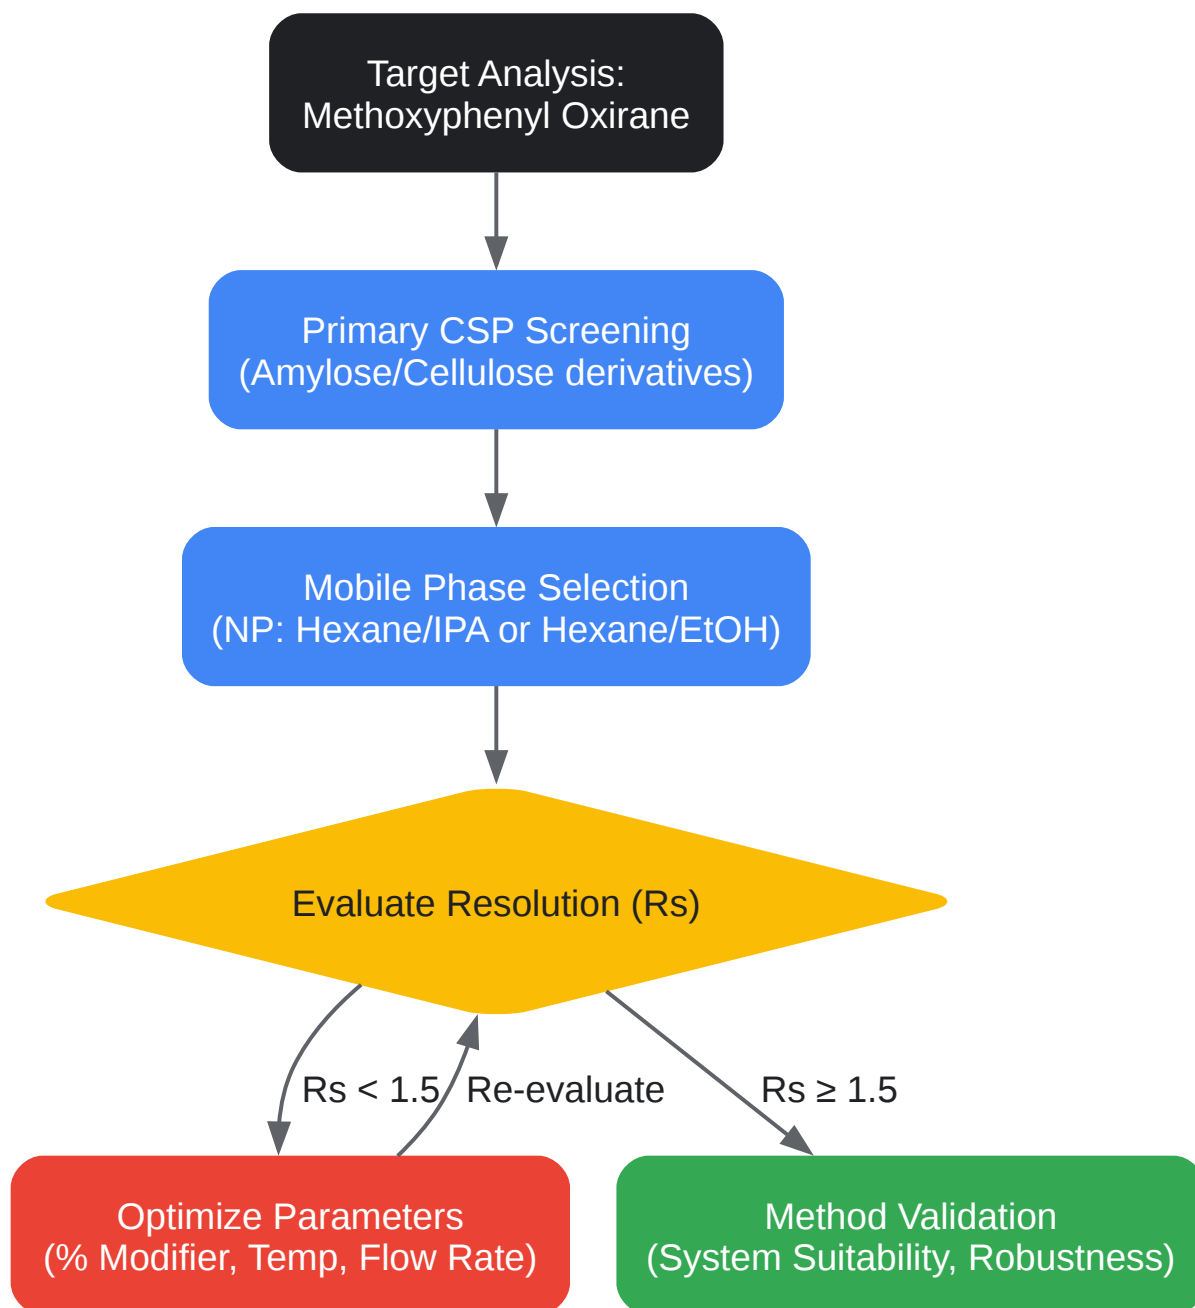 Target Analysis:
Methoxyphenyl Oxirane
Primary CSP Screening
(Amylose/Cellulose derivatives)
Mobile Phase Selection
(NP: Hexane/IPA or Hexane/EtOH)
Evaluate Resolution (Rs)
Rs < 1.5
Re-evaluate
Rs ≥ 1.5
Optimize Parameters
(% Modifier, Temp, Flow Rate)
Method Validation
(System Suitability, Robustness)